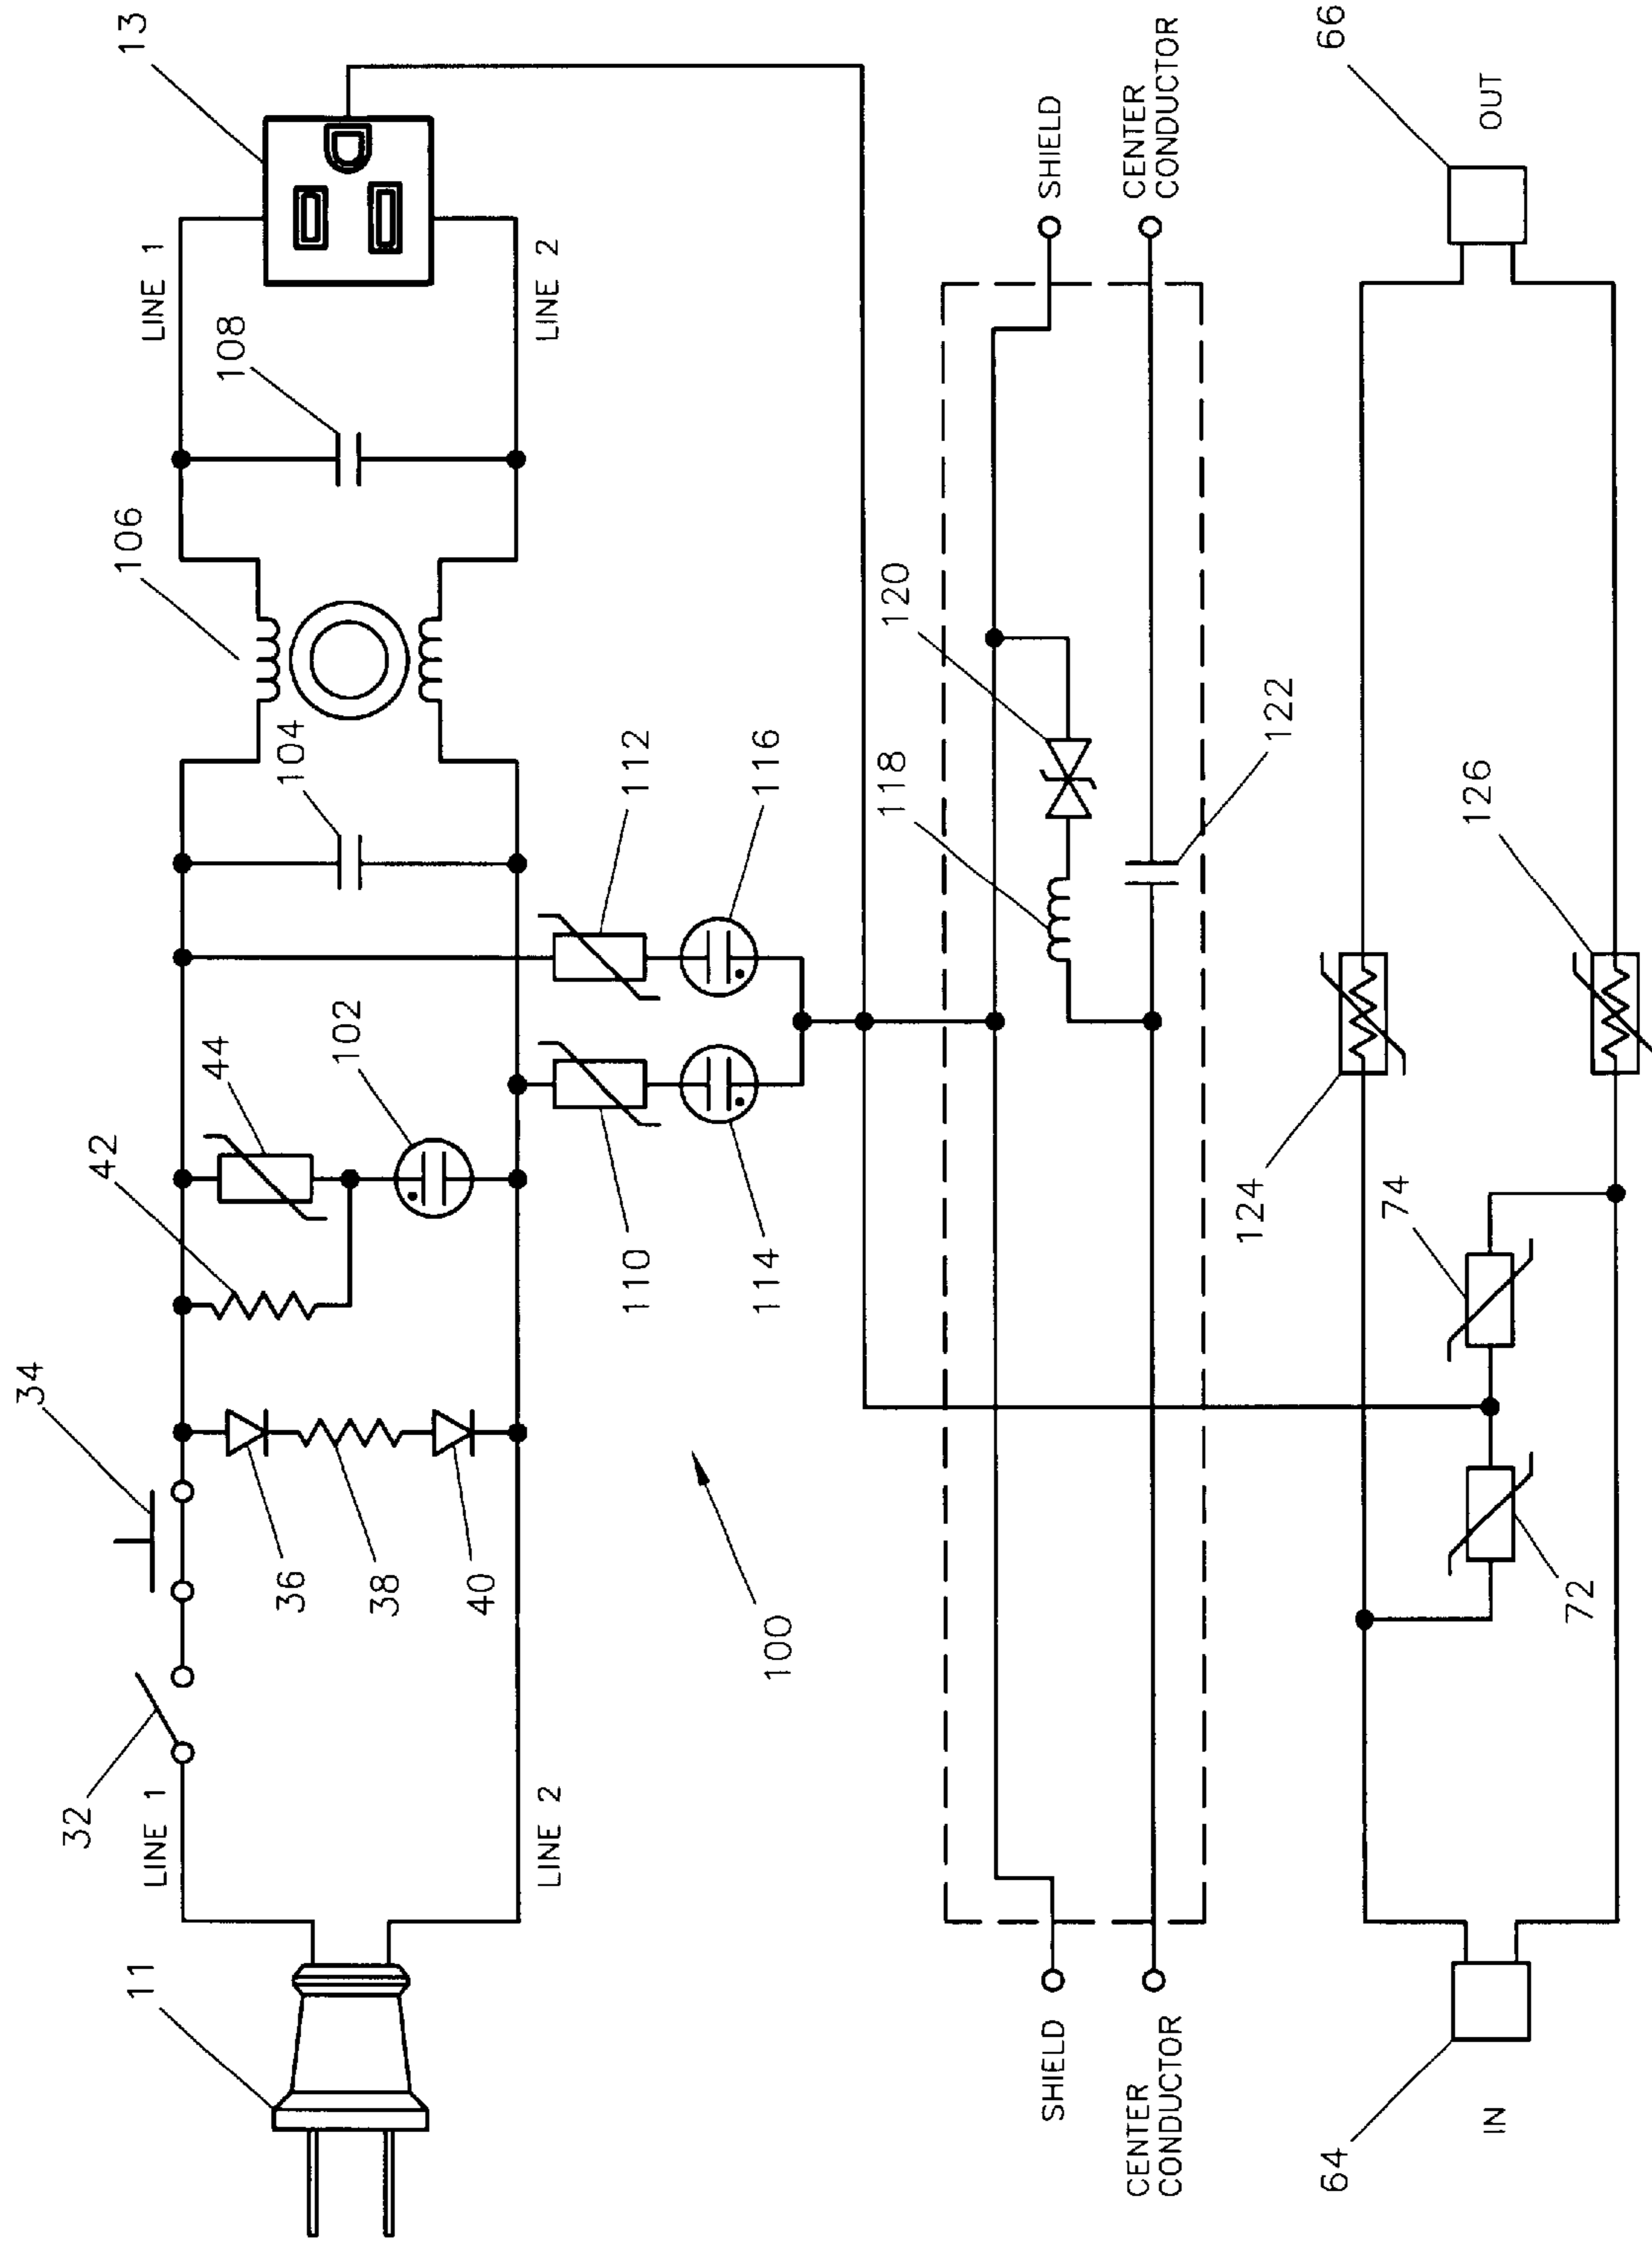 11
32
LINE 1
34
42
44
104
106
108
LINE 1
13
36
38
40
102
LINE 2
LINE 2
110
112
114
116
100
SHIELD
CENTER
CONDUCTOR
118
120
122
SHIELD
CENTER
CONDUCTOR
64
IN
72
74
124
126
66
OUT